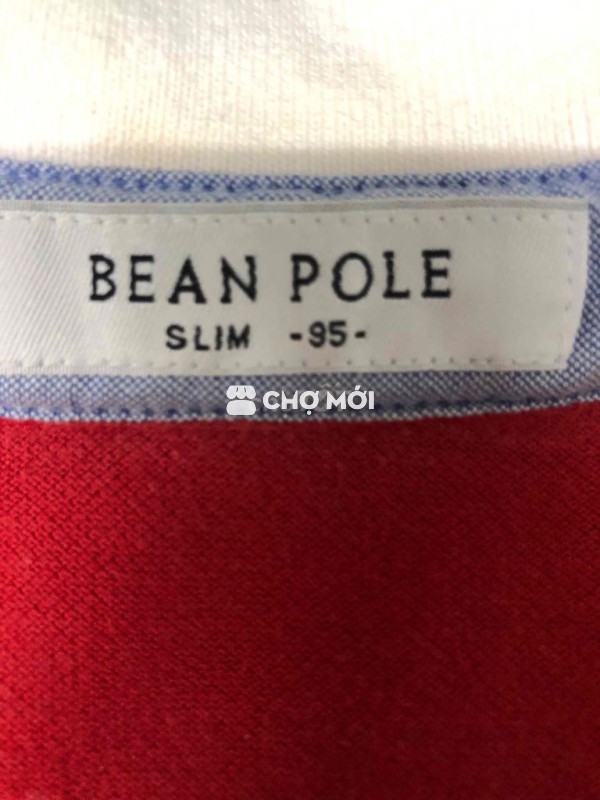 BEAN POLE
SLIM -95-
CHỢ MỚI